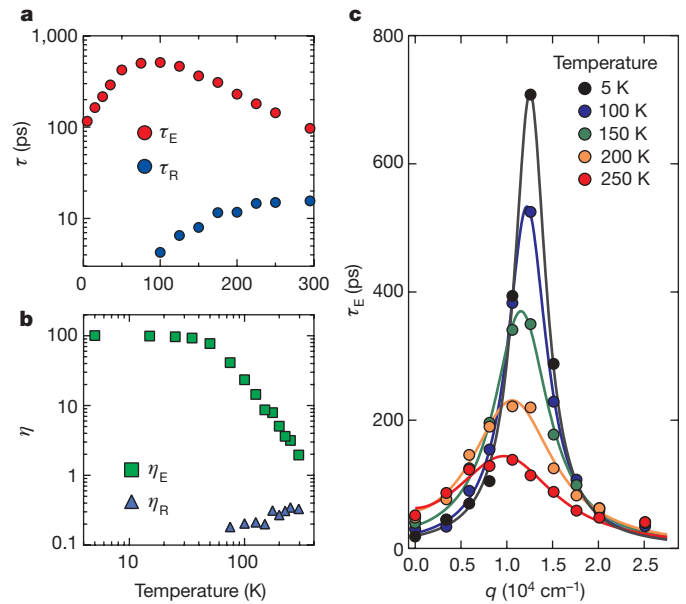 a
1,000
100
10
τ (ps)
τE
τR
0
100
200
300
b
100
10
1
0.1
η
ηE
ηR
10
100
Temperature (K)
c
800
600
400
200
0
τE (ps)
Temperature
5 K
100 K
150 K
200 K
250 K
0.0
0.5
1.0
1.5
2.0
2.5
q (10⁴ cm⁻¹)